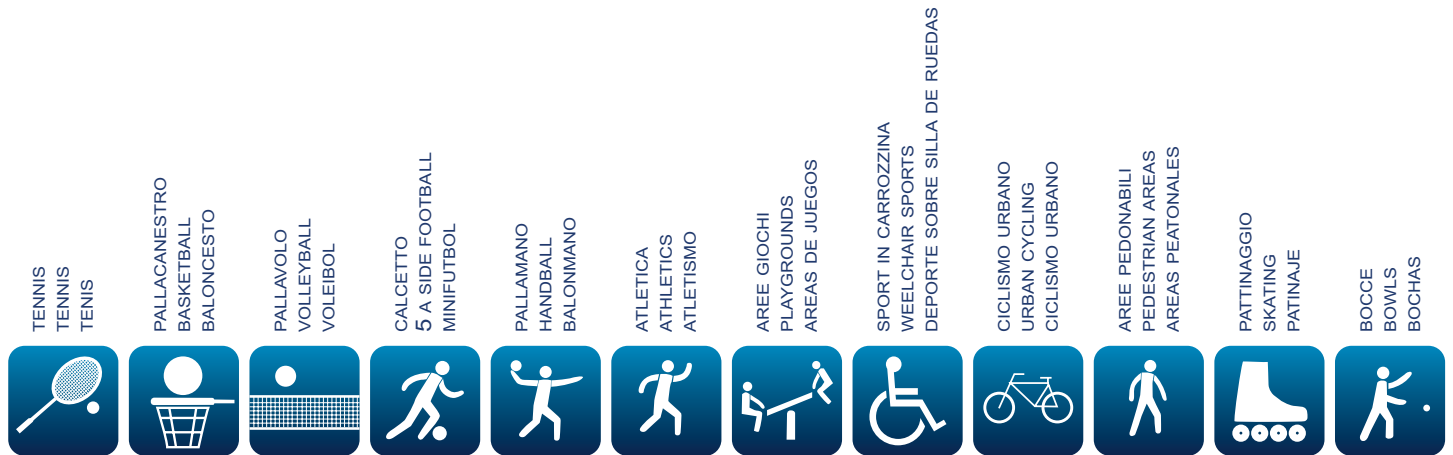 TENNIS
TENNIS
TENIS
PALLACANESTRO
BASKETBALL
BALONCESTO
PALLAVOLO
VOLLEYBALL
VOLEIBOL
CALCETTO
5 A SIDE FOOTBALL
MINIFUTBOL
PALLAMANO
HANDBALL
BALONMANO
ATLETICA
ATHLETICS
ATLETISMO
AREE GIOCHI
PLAYGROUNDS
AREAS DE JUEGOS
SPORT IN CARROZZINA
WEELCHAIR SPORTS
DEPORTE SOBRE SILLA DE RUEDAS
CICLISMO URBANO
URBAN CYCLING
CICLISMO URBANO
AREE PEDONABILI
PEDESTRIAN AREAS
AREAS PEATONALES
PATTINAGGIO
SKATING
PATINAJE
BOCCE
BOWLS
BOCHAS